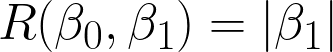 R(β₀, β₁) = |β₁|